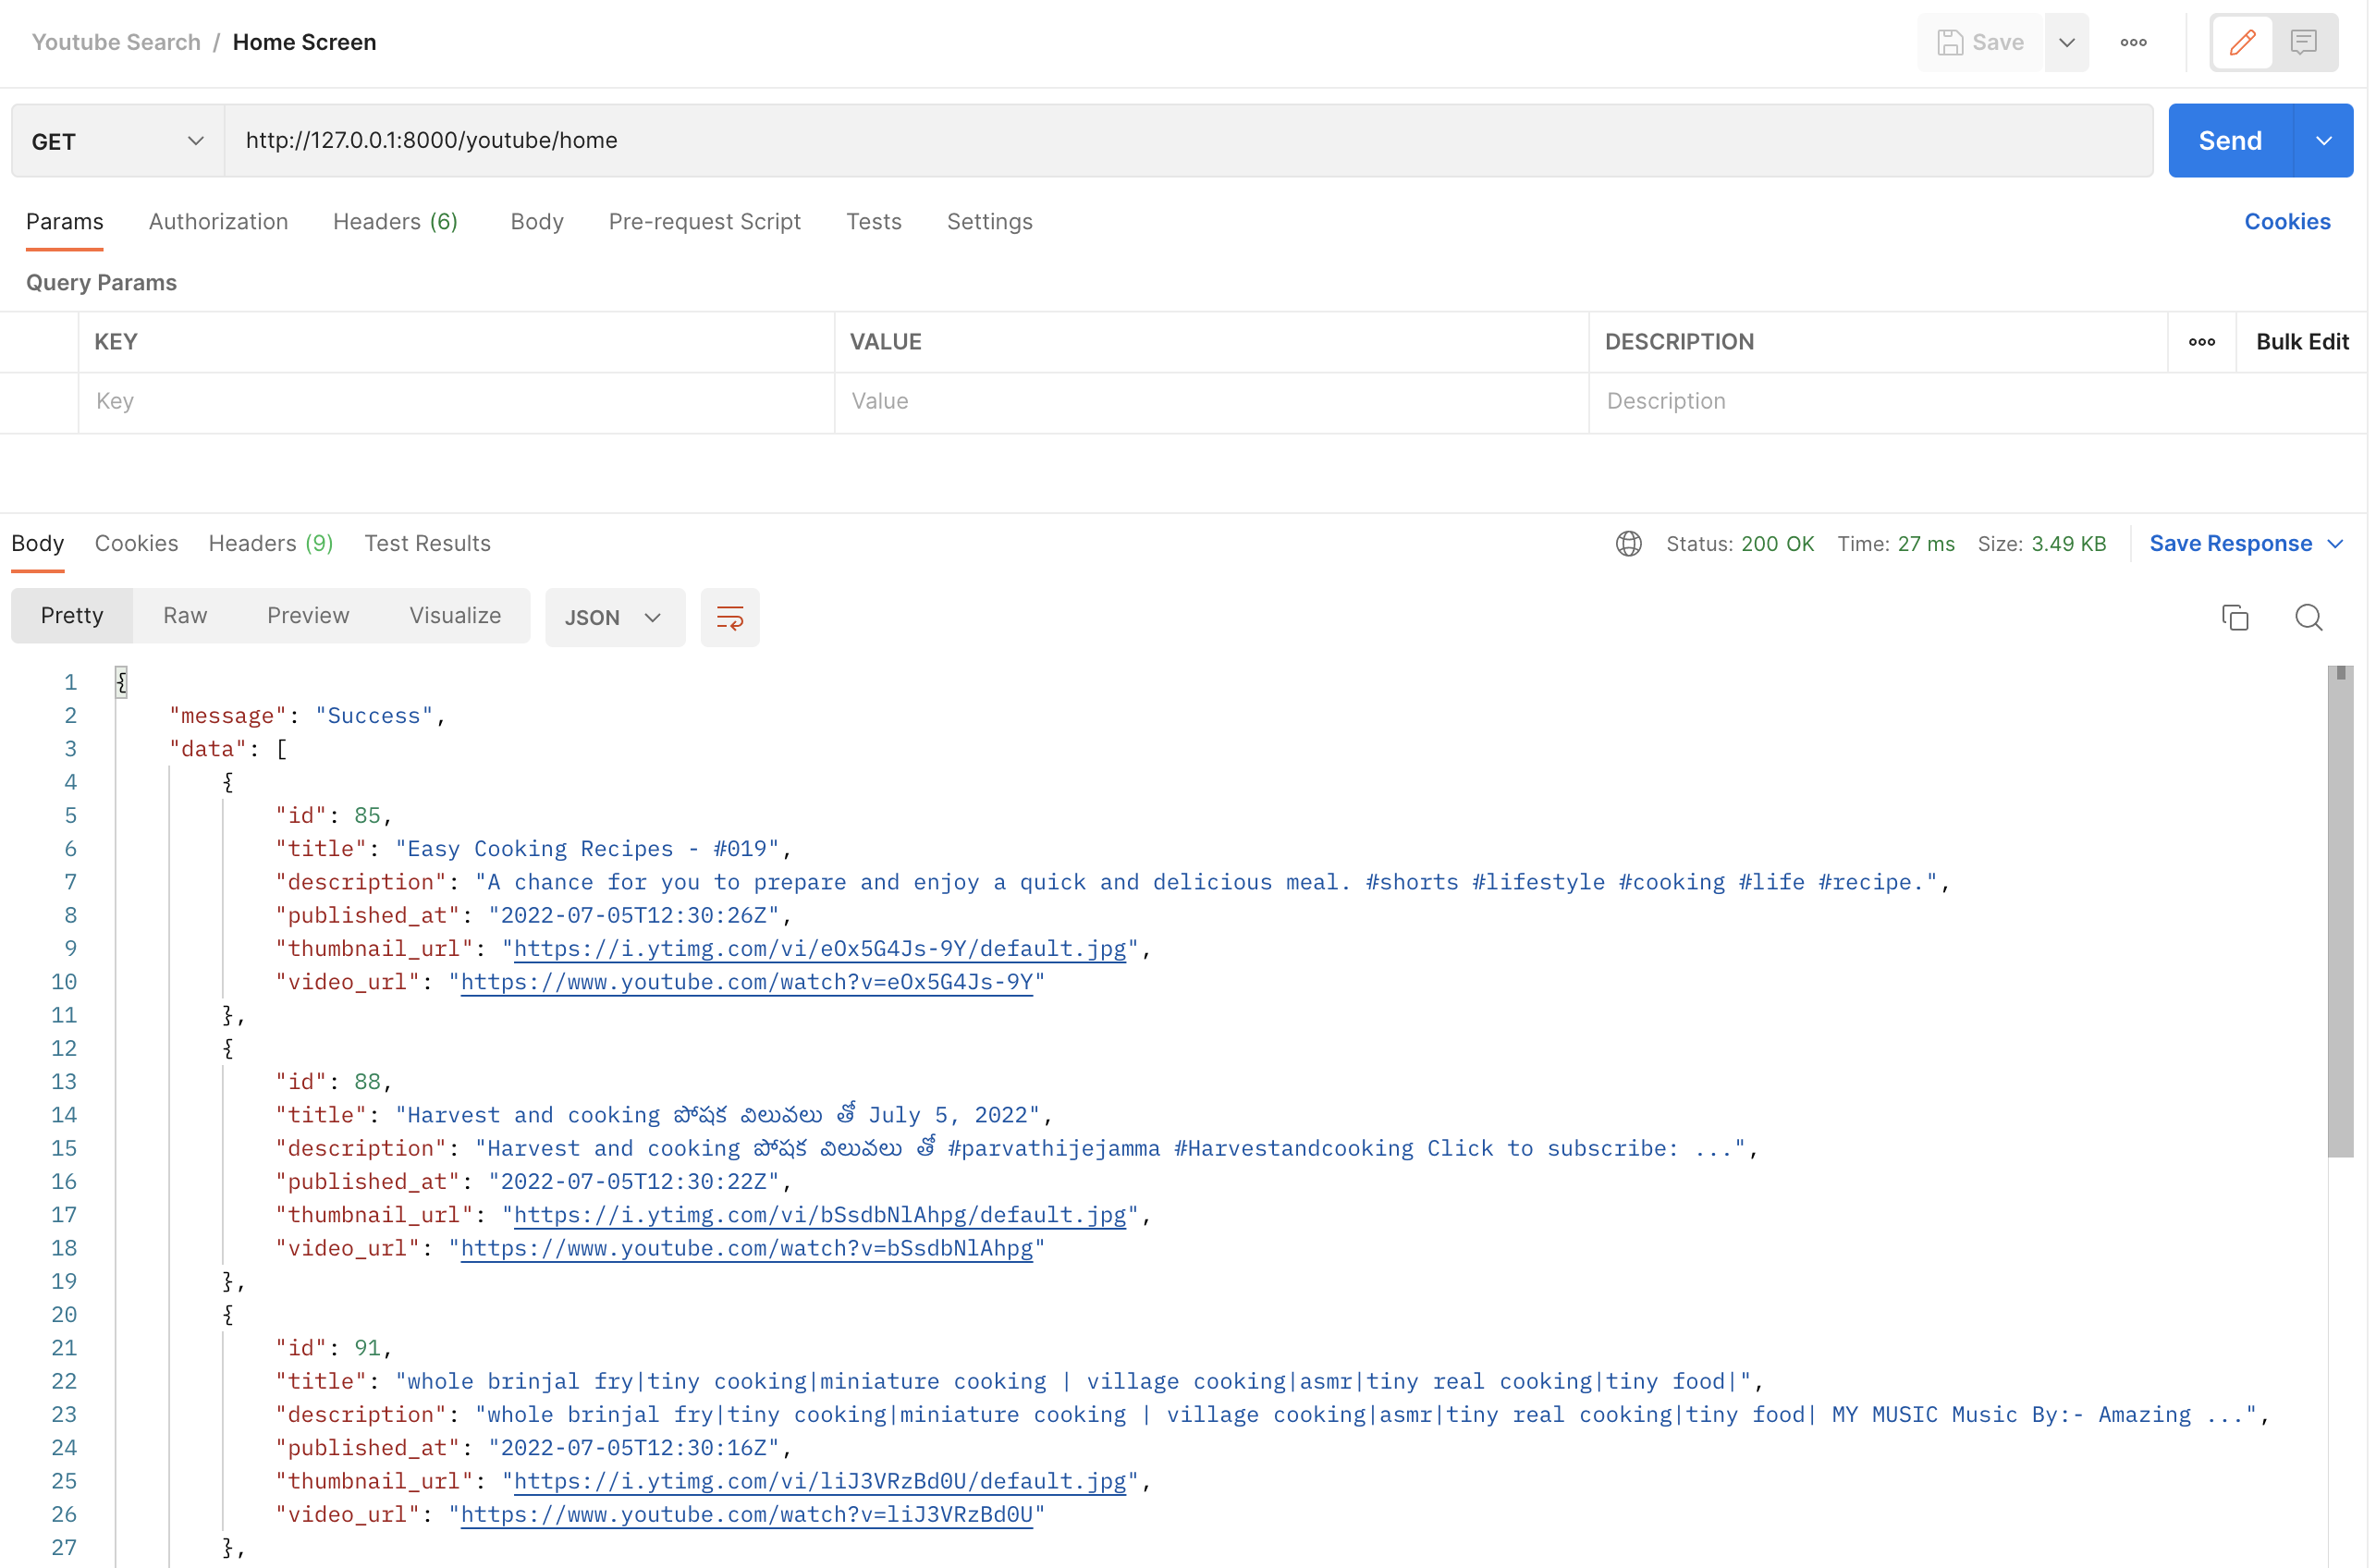 Youtube Search / Home Screen
Save
GET http://127.0.0.1:8000/youtube/home Send
Params Authorization Headers (6) Body Pre-request Script Tests Settings Cookies
Query Params
KEY VALUE DESCRIPTION ooo Bulk Edit
Key Value Description
Body Cookies Headers (9) Test Results Status: 200 OK Time: 27 ms Size: 3.49 KB Save Response
Pretty Raw Preview Visualize JSON
1 {
2 "message": "Success",
3 "data": [
4 {
5 "id": 85,
6 "title": "Easy Cooking Recipes - #019",
7 "description": "A chance for you to prepare and enjoy a quick and delicious meal. #shorts #lifestyle #cooking #life #recipe.",
8 "published_at": "2022-07-05T12:30:26Z",
9 "thumbnail_url": "https://i.ytimg.com/vi/eOx5G4Js-9Y/default.jpg",
10 "video_url": "https://www.youtube.com/watch?v=eOx5G4Js-9Y"
11 },
12 {
13 "id": 88,
14 "title": "Harvest and cooking పోషక విలువలు తో July 5, 2022",
15 "description": "Harvest and cooking పోషక విలువలు తో #parvathijejamma #Harvestandcooking Click to subscribe: ...",
16 "published_at": "2022-07-05T12:30:22Z",
17 "thumbnail_url": "https://i.ytimg.com/vi/bSsdbNlAhpg/default.jpg",
18 "video_url": "https://www.youtube.com/watch?v=bSsdbNlAhpg"
19 },
20 {
21 "id": 91,
22 "title": "whole brinjal fry|tiny cooking|miniature cooking | village cooking|asmr|tiny real cooking|tiny food|",
23 "description": "whole brinjal fry|tiny cooking|miniature cooking | village cooking|asmr|tiny real cooking|tiny food| MY MUSIC Music By:- Amazing ...",
24 "published_at": "2022-07-05T12:30:16Z",
25 "thumbnail_url": "https://i.ytimg.com/vi/liJ3VRzBd0U/default.jpg",
26 "video_url": "https://www.youtube.com/watch?v=liJ3VRzBd0U"
27 },